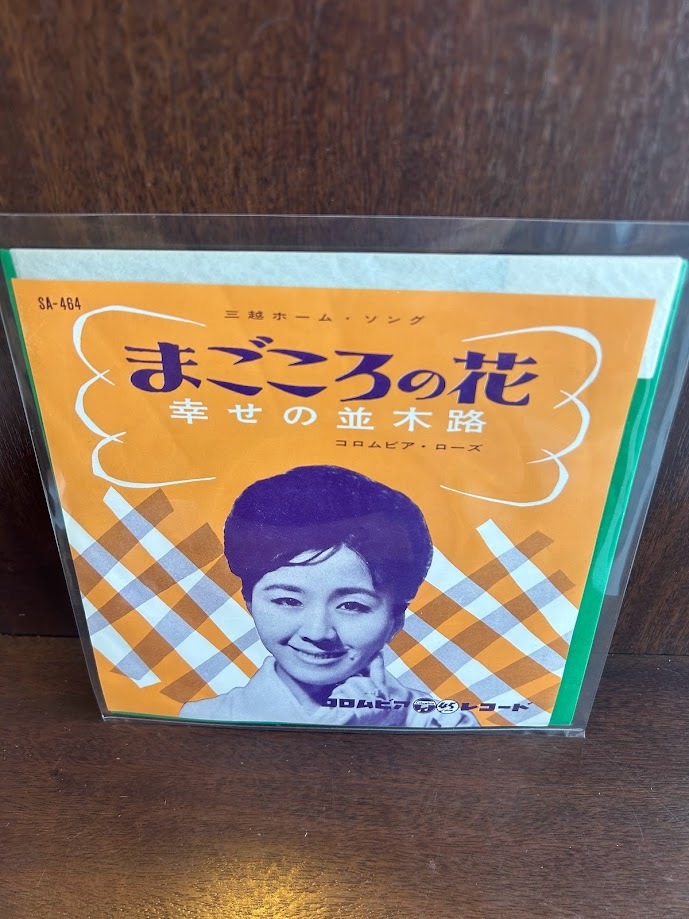 SA-464
三越ホーム・ソング
まごころの花
幸せの並木路
コロムビア・ローズ
コロムビア 45 レコード